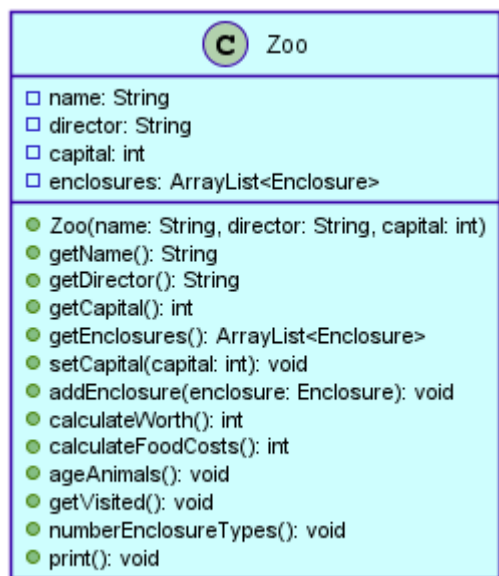 C Zoo
name: String
director: String
capital: int
enclosures: ArrayList<Enclosure>
Zoo(name: String, director: String, capital: int)
getName(): String
getDirector(): String
getCapital(): int
getEnclosures(): ArrayList<Enclosure>
setCapital(capital: int): void
addEnclosure(enclosure: Enclosure): void
calculateWorth(): int
calculateFoodCosts(): int
ageAnimals(): void
getVisited(): void
numberEnclosureTypes(): void
print(): void